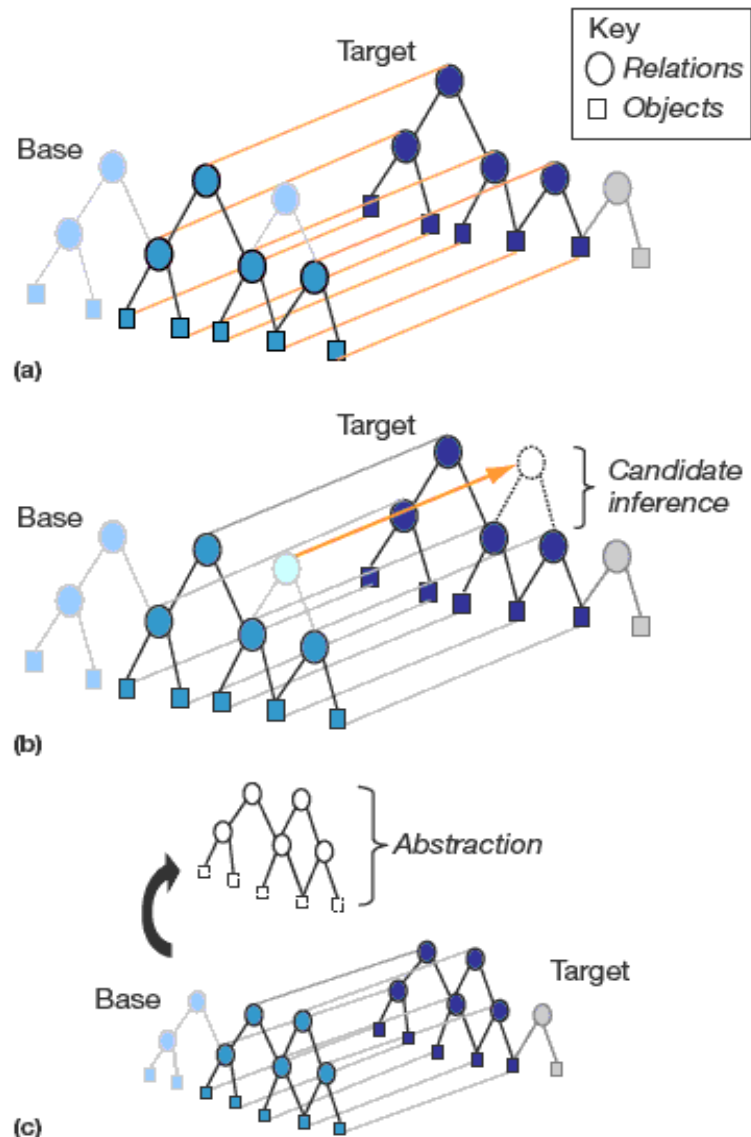 Key
Relations
Objects
Target
Base
(a)
Target
Candidate
inference
Base
(b)
Abstraction
Base
Target
(c)